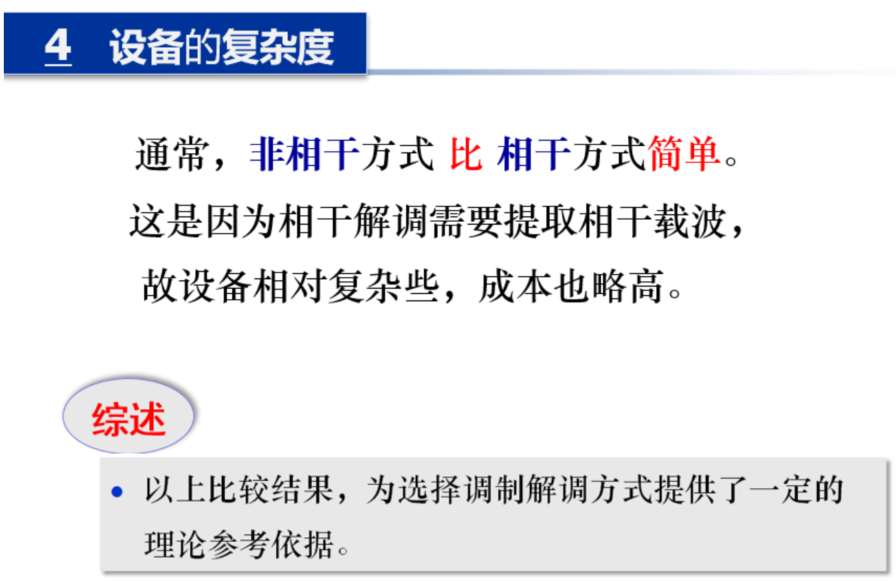 4 设备的复杂度
通常，非相干方式 比 相干方式简单。
这是因为相干解调需要提取相干载波，
故设备相对复杂些，成本也略高。
综述
• 以上比较结果，为选择调制解调方式提供了一定的
理论参考依据。